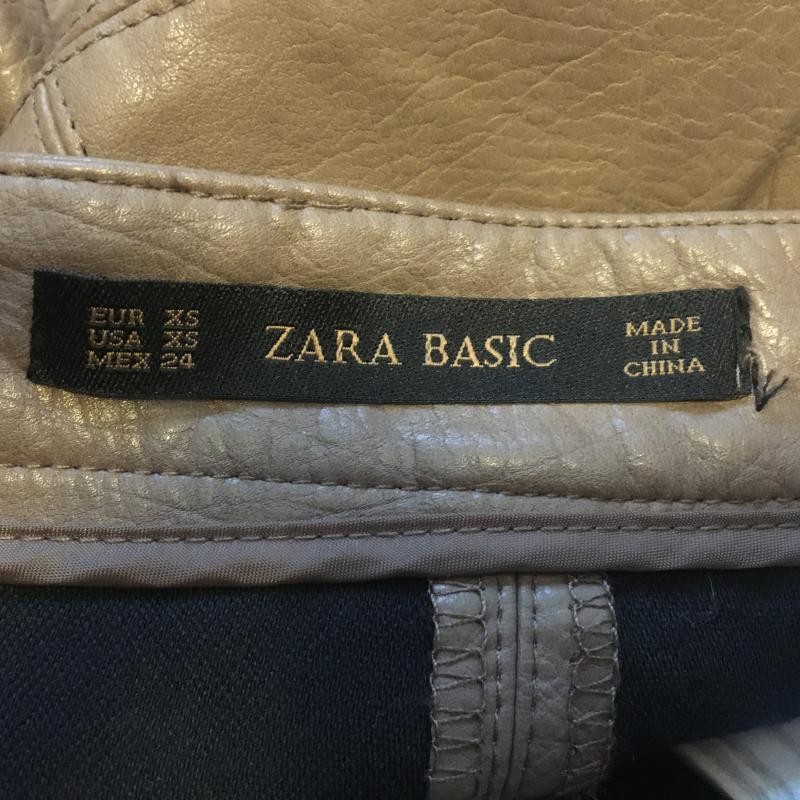 EUR XS
USA XS
MEX 24
ZARA BASIC
MADE
IN
CHINA